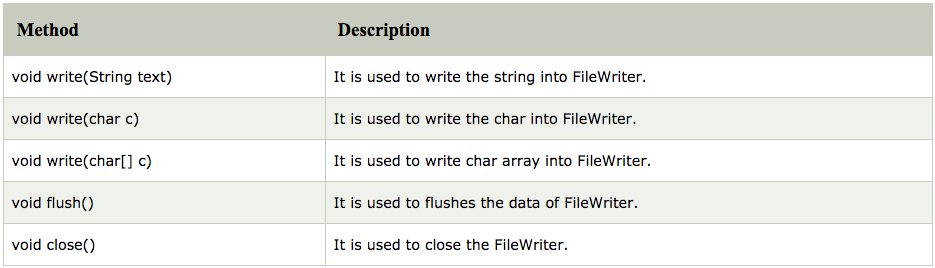 Method Description
void write(String text) It is used to write the string into FileWriter.
void write(char c) It is used to write the char into FileWriter.
void write(char[] c) It is used to write char array into FileWriter.
void flush() It is used to flushes the data of FileWriter.
void close() It is used to close the FileWriter.